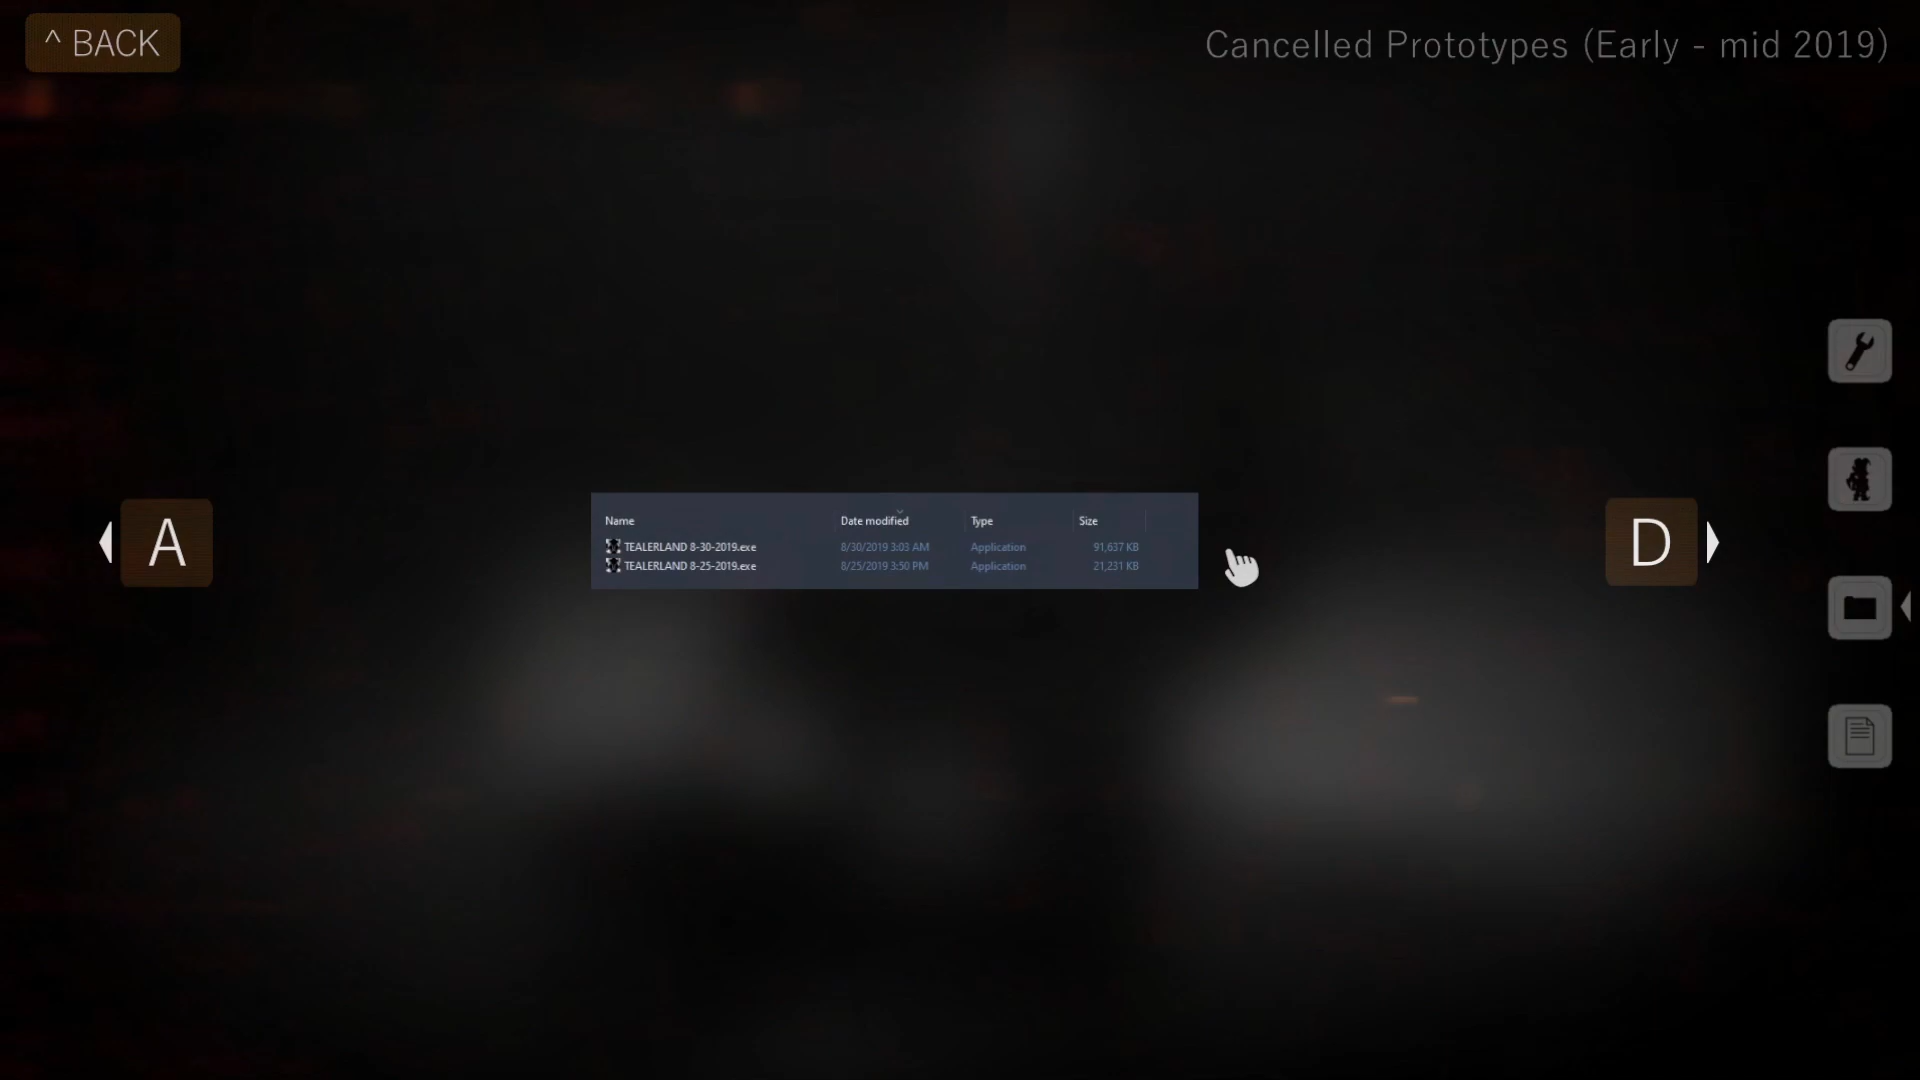 ^ BACK
Cancelled Prototypes (Early - mid 2019)
Name Date modified Type Size
TEALERLAND 8-30-2019.exe 8/30/2019 3:03 AM Application 91,637 KB
TEALERLAND 8-25-2019.exe 8/25/2019 3:50 PM Application 21,231 KB
A
D